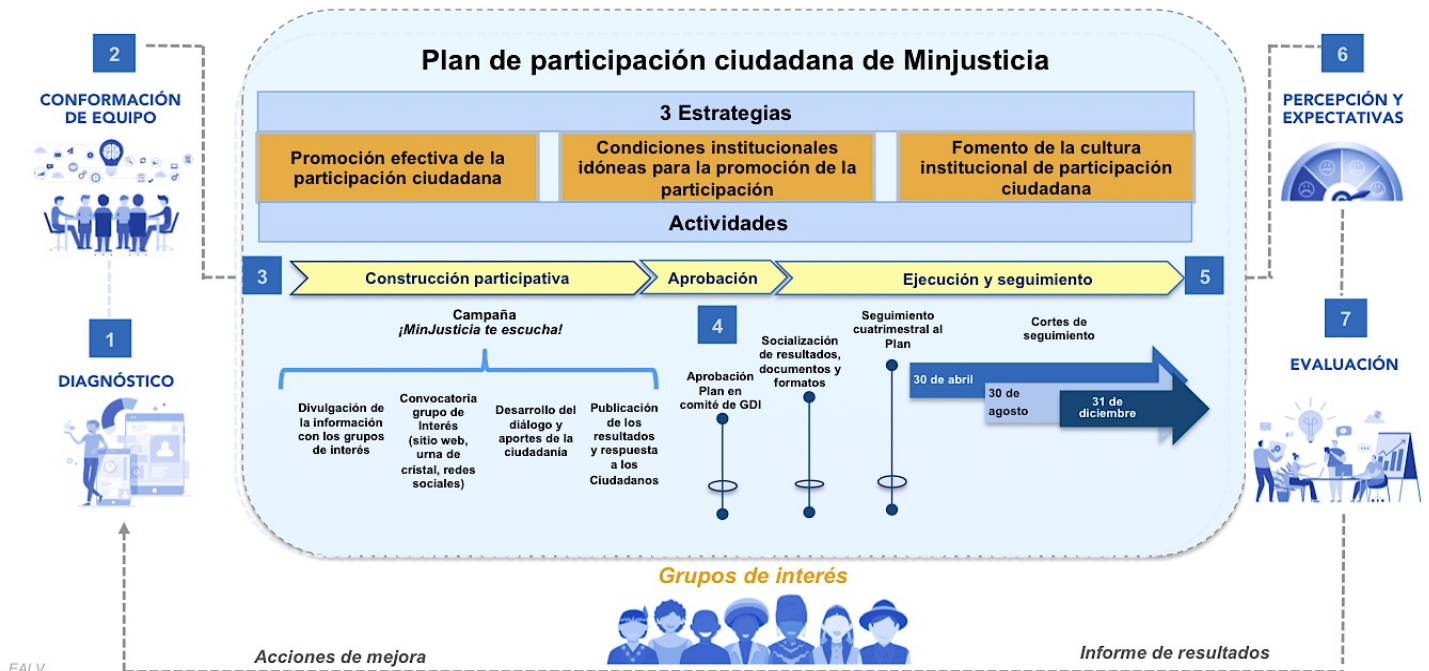 Plan de participación ciudadana de Minjusticia
3 Estrategias
Promoción efectiva de la
participación ciudadana
Condiciones institucionales
idóneas para la promoción de la
participación
Fomento de la cultura
institucional de participación
ciudadana
Actividades
2
CONFORMACIÓN
DE EQUIPO
1
DIAGNÓSTICO
3
Construcción participativa
Aprobación
Ejecución y seguimiento
5
Campaña
¡MinJusticia te escucha!
Divulgación de
la información
con los grupos
de interés
Convocatoria
grupo de
Interés
(sitio web,
urna de
cristal, redes
sociales)
Desarrollo del
diálogo y
aportes de la
ciudadanía
Publicación
de los
resultados
y respuesta
a los
Ciudadanos
4
Aprobación
Plan en
comité de GDI
Socialización
de resultados,
documentos y
formatos
Seguimiento
cuatrimestral al
Plan
Cortes de
seguimiento
30 de abril
30 de
agosto
31 de
diciembre
6
PERCEPCIÓN Y
EXPECTATIVAS
7
EVALUACIÓN
Grupos de interés
Acciones de mejora
Informe de resultados
EALV